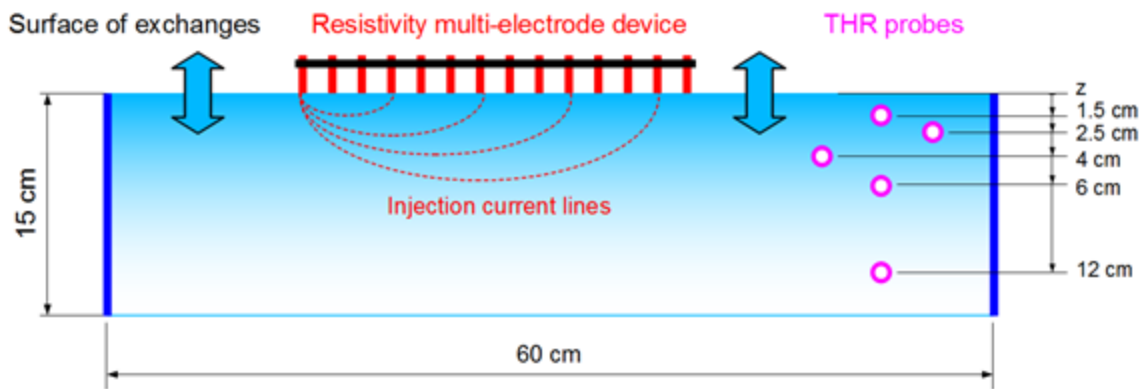 Surface of exchanges
Resistivity multi-electrode device
THR probes
z
1.5 cm
2.5 cm
4 cm
6 cm
12 cm
Injection current lines
15 cm
60 cm